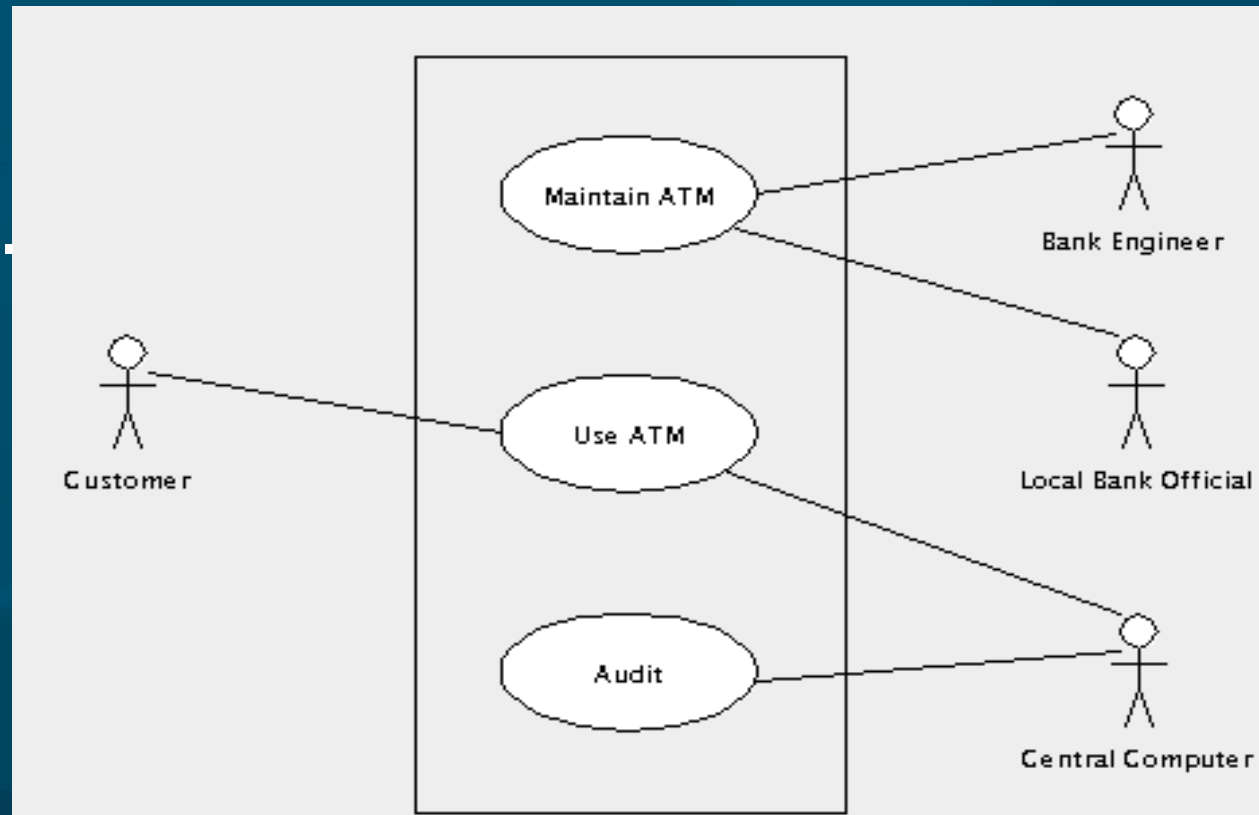 Maintain ATM
Bank Engineer
Customer
Use ATM
Local Bank Official
Audit
Central Computer